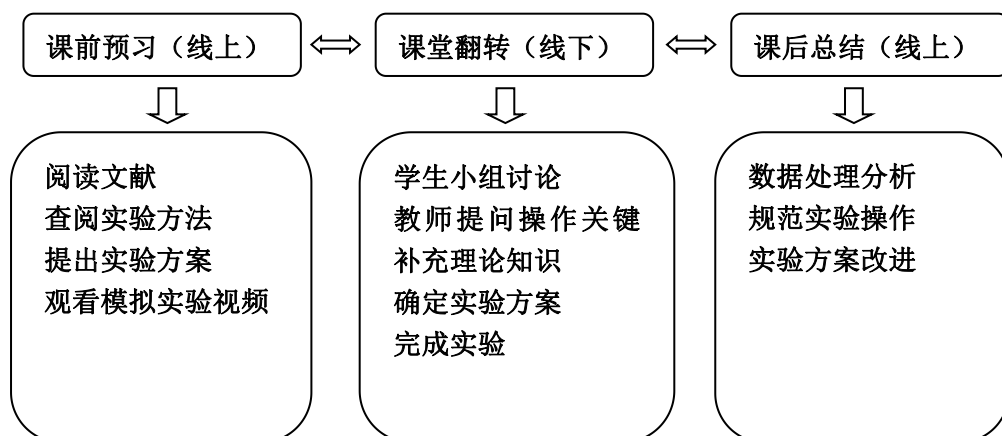 课前预习（线上）
课堂翻转（线下）
课后总结（线上）
阅读文献
查阅实验方法
提出实验方案
观看模拟实验视频
学生小组讨论
教师提问操作关键
补充理论知识
确定实验方案
完成实验
数据处理分析
规范实验操作
实验方案改进